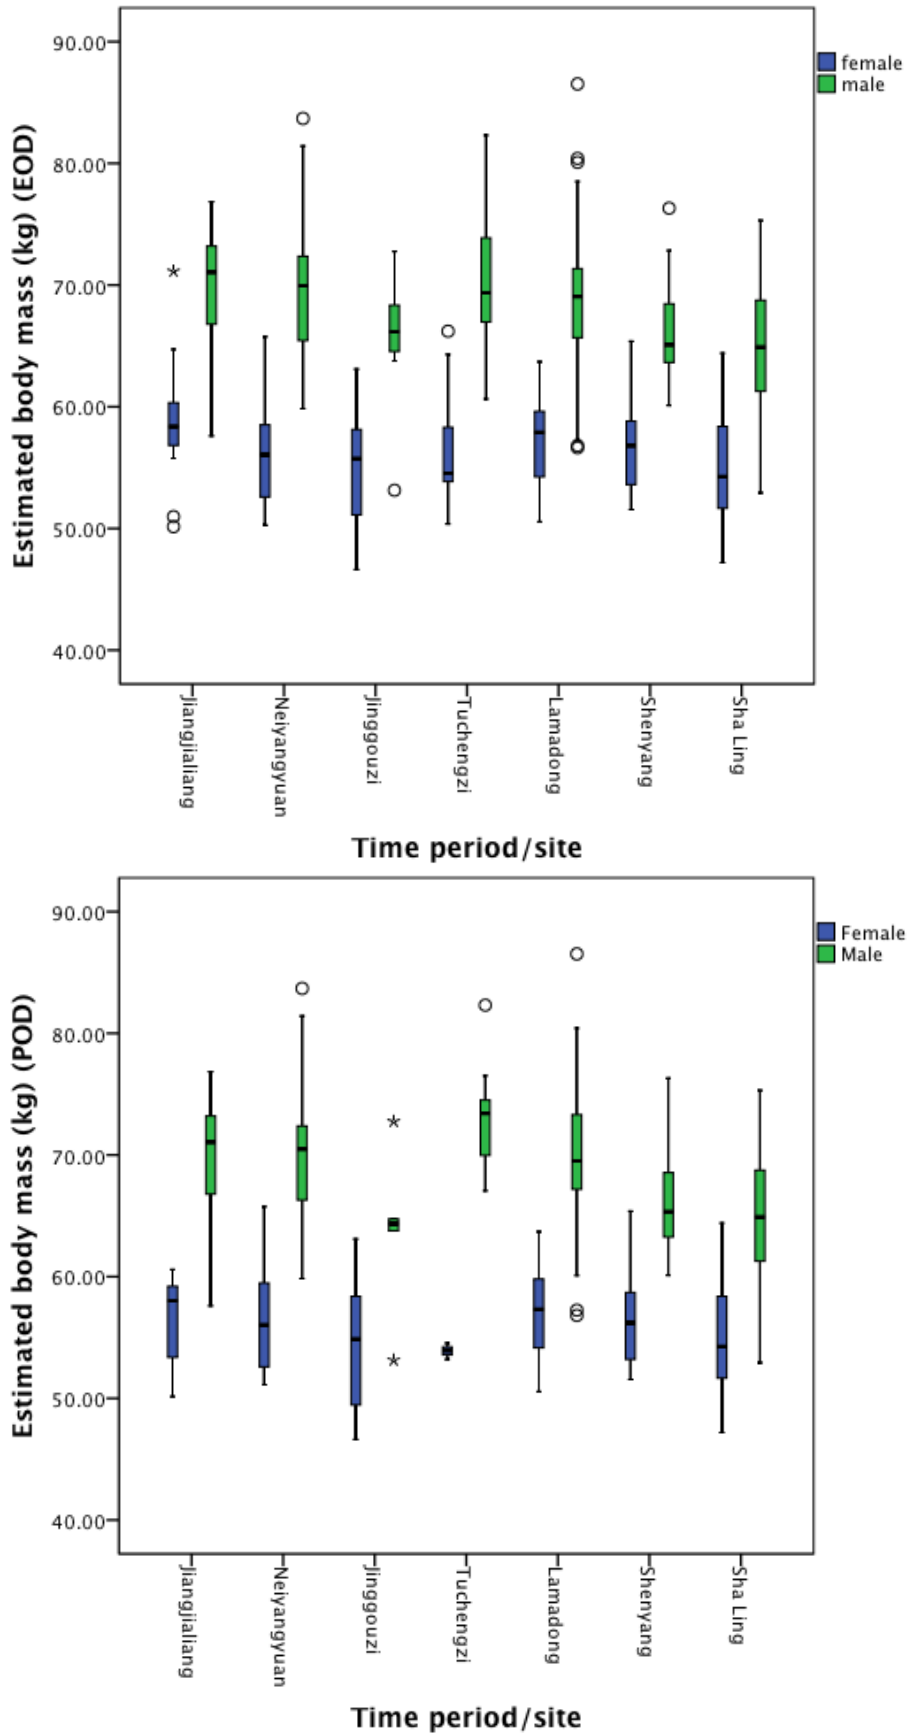 Estimated body mass (kg) (EOD)
90.00
80.00
70.00
60.00
50.00
40.00
female
male
Jiangjialiang
Neiyangyuan
Jinggouzi
Tuchengzi
Lamadong
Shenyang
Sha Ling
Time period/site
Estimated body mass (kg) (POD)
90.00
80.00
70.00
60.00
50.00
40.00
Female
Male
Jiangjialiang
Neiyangyuan
Jinggouzi
Tuchengzi
Lamadong
Shenyang
Sha Ling
Time period/site